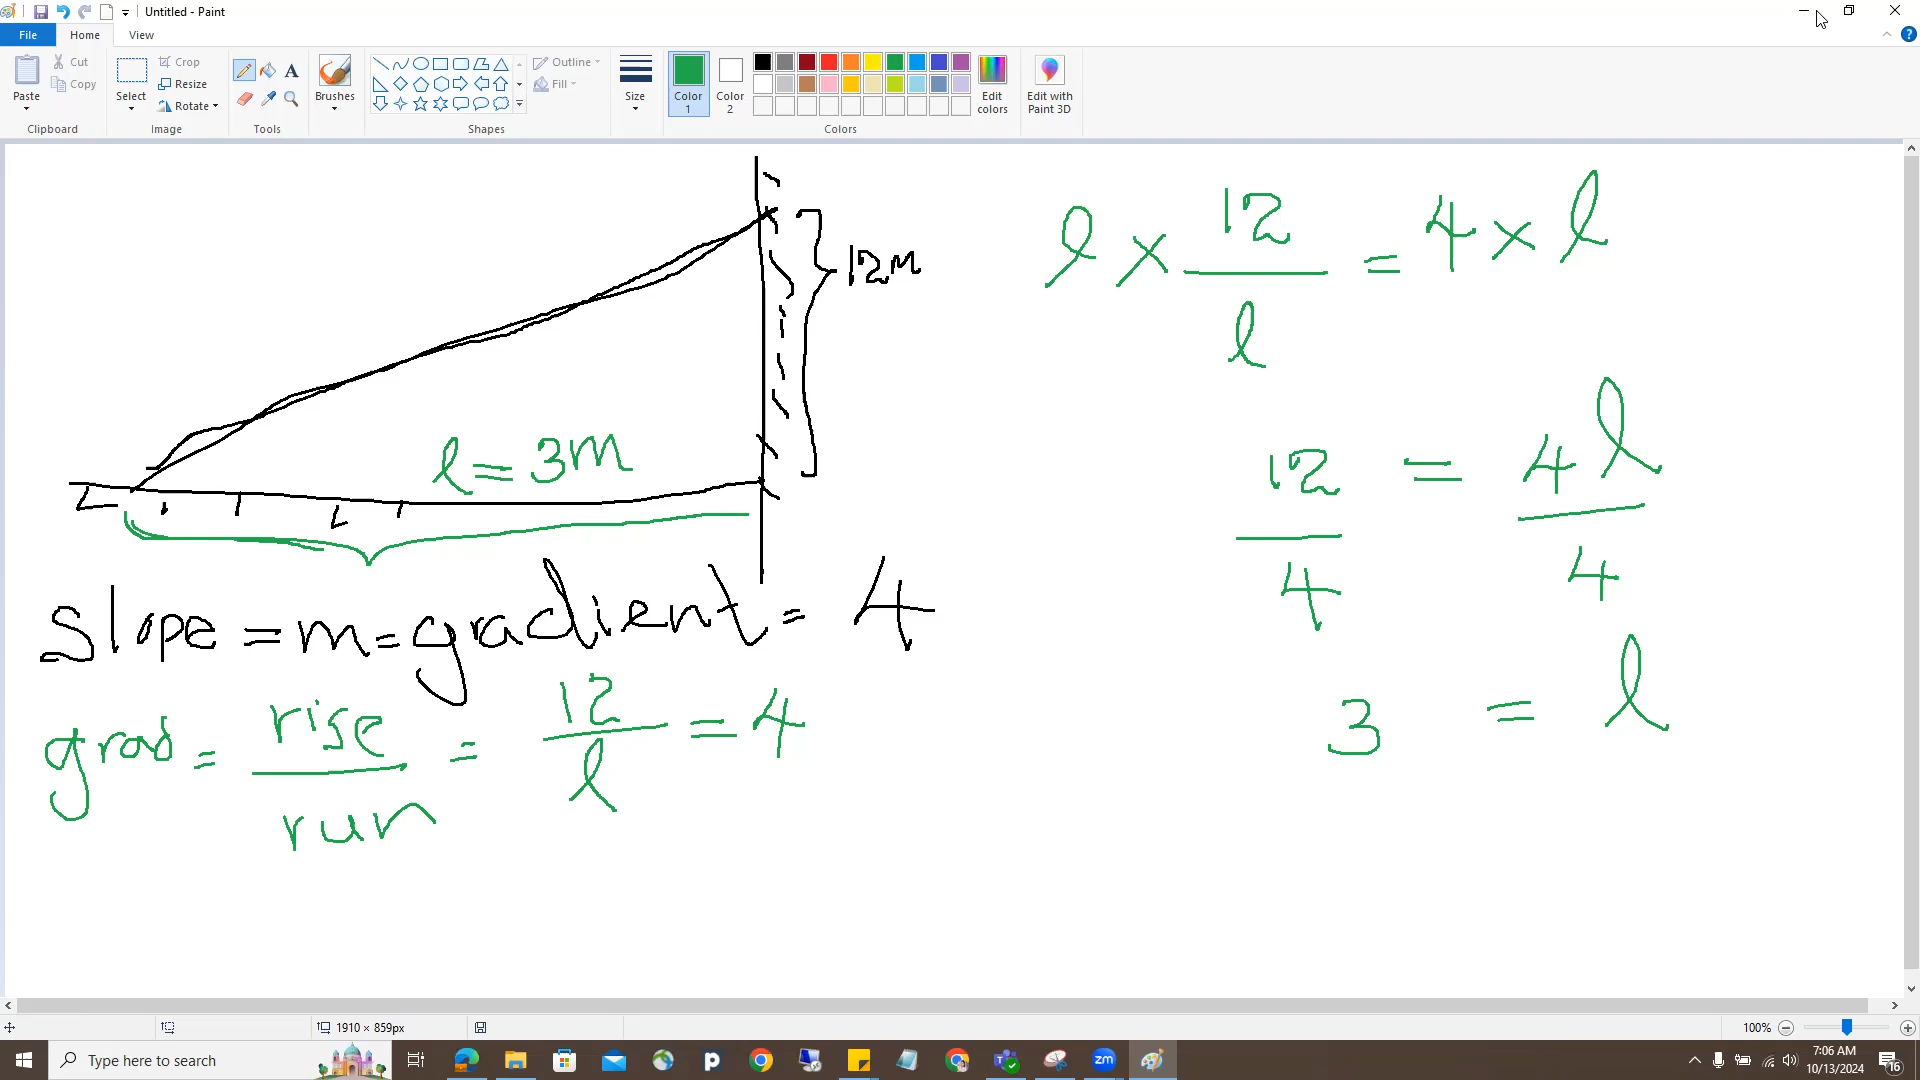 Untitled - Paint
File Home View
Paste
Cut
Copy
Clipboard
Select
Crop
Resize
Rotate
Image
Tools
Brushes
Shapes
Outline
Fill
Size
Color 1
Color 2
Edit colors
Edit with Paint 3D
Colors
12m
l = 3m
slope = m = gradient = 4
grad = rise/run = 12/l = 4
l × 12/l = 4 × l
12/4 = 4l/4
3 = l
1910 × 859px
100%
Type here to search
zm
7:06 AM
10/13/2024
16